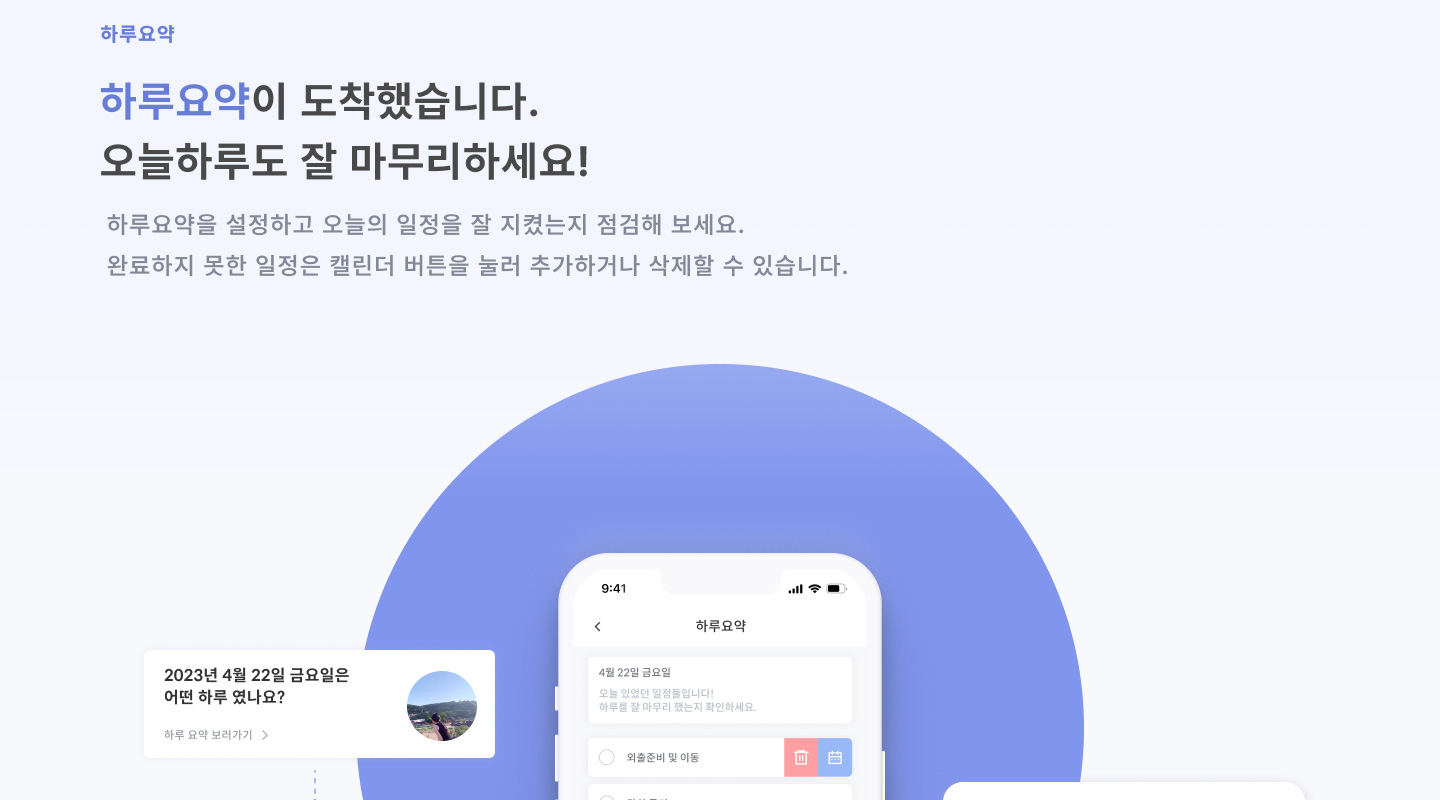 하루요약
하루요약이 도착했습니다.
오늘하루도 잘 마무리하세요!
하루요약을 설정하고 오늘의 일정을 잘 지켰는지 점검해 보세요.
완료하지 못한 일정은 캘린더 버튼을 눌러 추가하거나 삭제할 수 있습니다.
9:41
하루요약
2023년 4월 22일 금요일은
어떤 하루 였나요?
하루 요약 보러가기
4월 22일 금요일
오늘 있었던 일정들입니다!
하루를 잘 마무리 했는지 확인하세요.
외출준비 및 이동